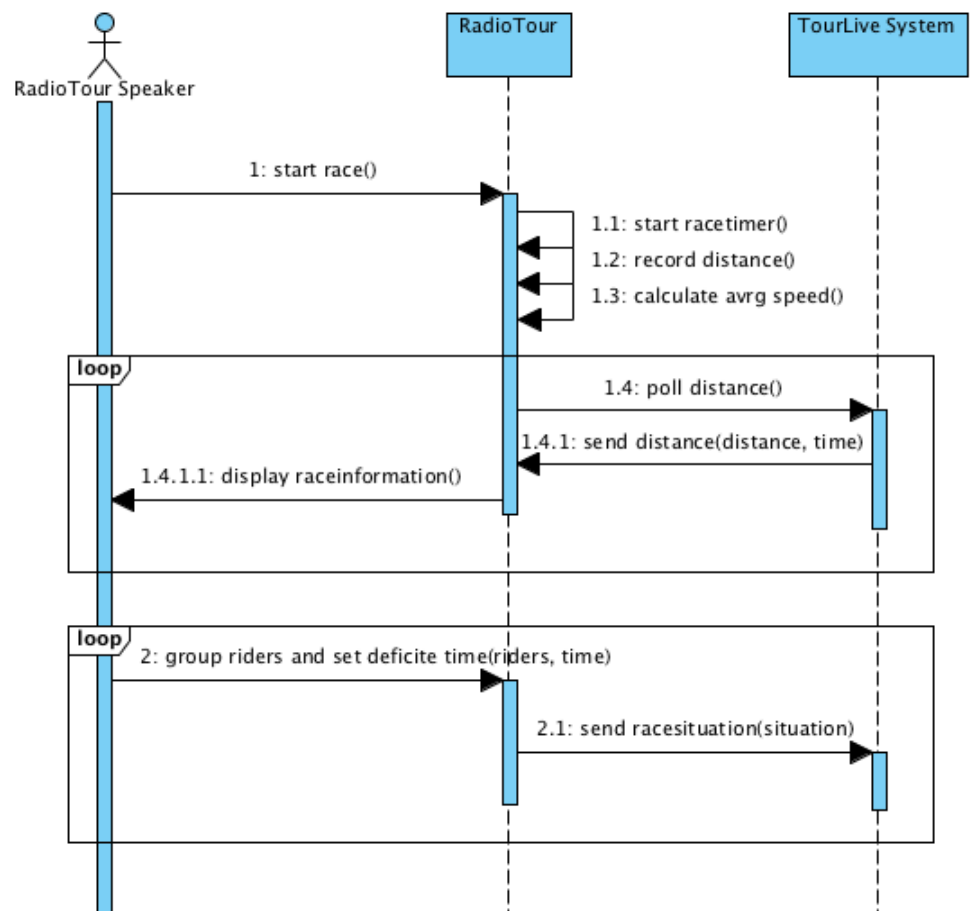 RadioTour
TourLive System
RadioTour Speaker
1: start race()
1.1: start racetimer()
1.2: record distance()
1.3: calculate avrg speed()
loop
1.4: poll distance()
1.4.1: send distance(distance, time)
1.4.1.1: display raceinformation()
loop
2: group riders and set deficite time(riders, time)
2.1: send racesituation(situation)